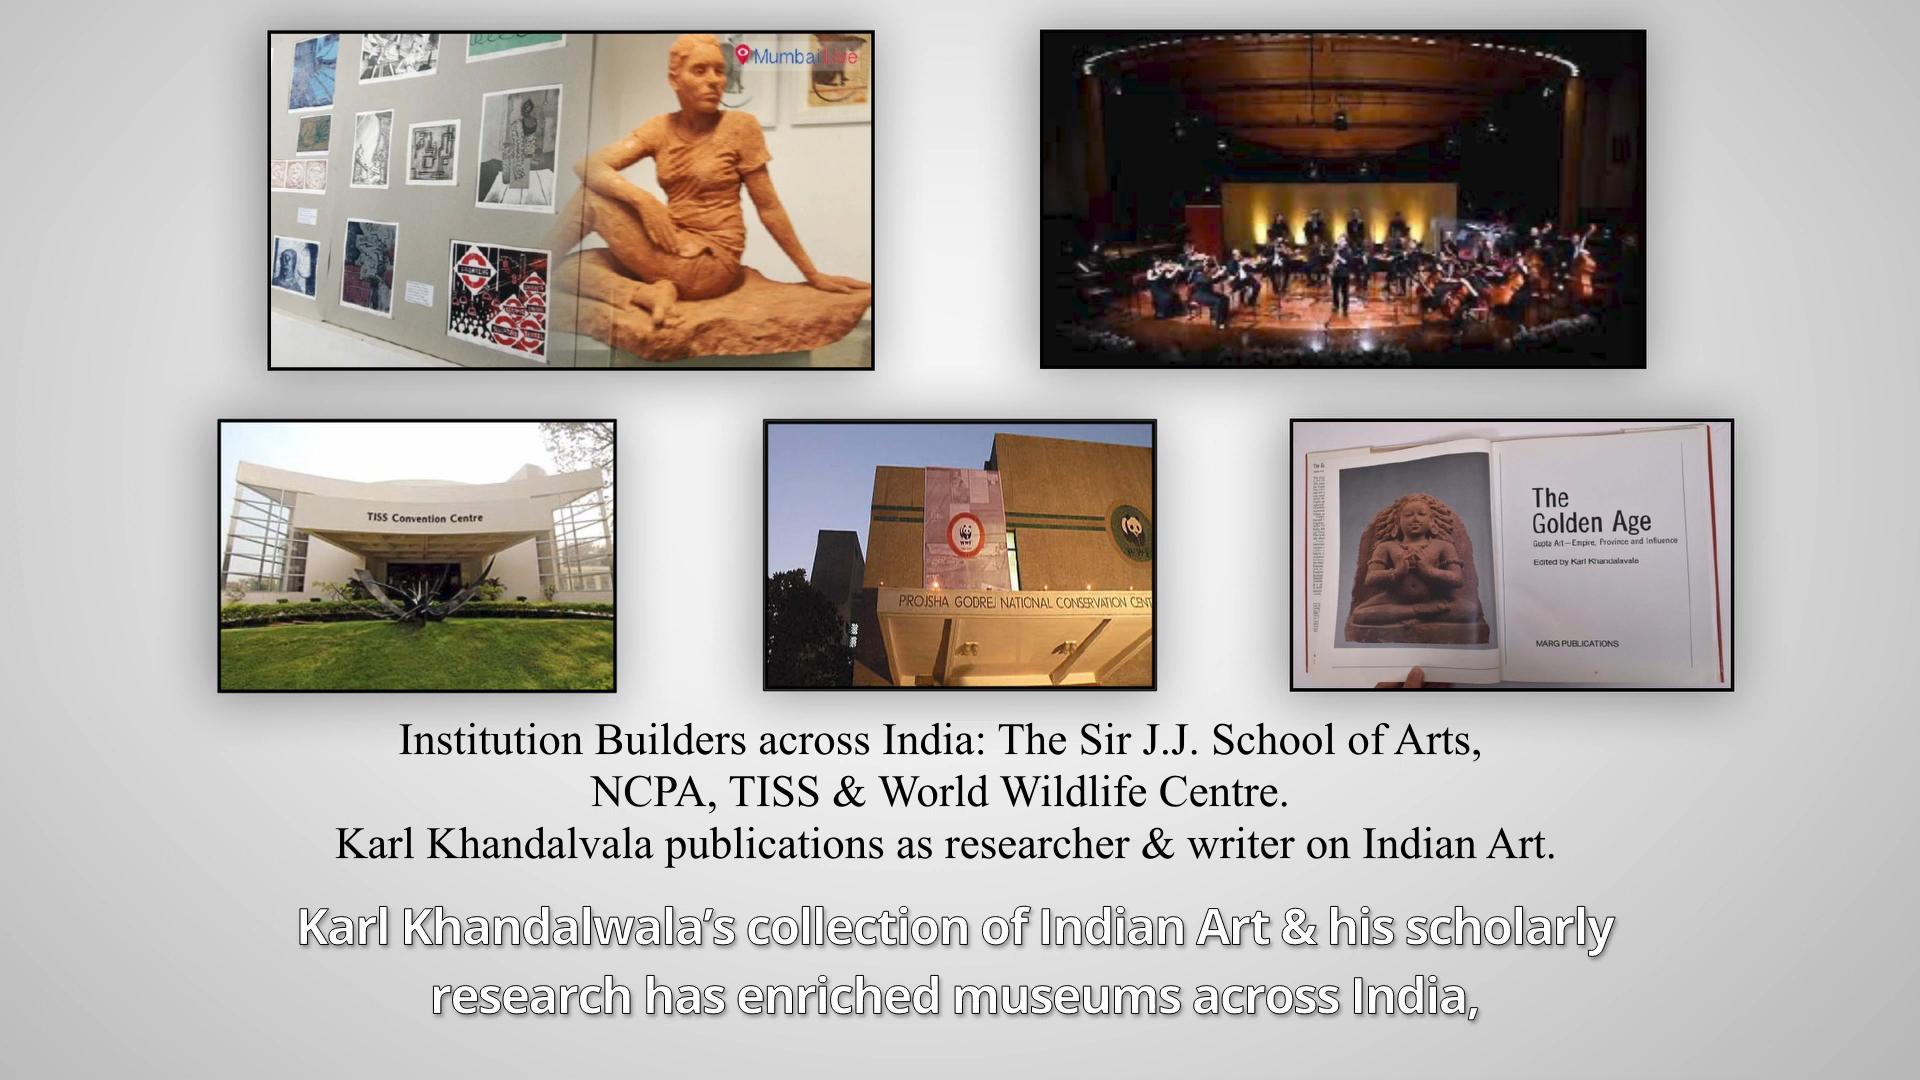 Mumbai Live
TISS Convention Centre
WWF
WWF
PROJSHA GODREJ NATIONAL CONSERVATION CENT
The
Golden Age
Gupta Art—Empire, Province and Influence
Edited by Karl Khandalavala
MARG PUBLICATIONS
Institution Builders across India: The Sir J.J. School of Arts,
NCPA, TISS & World Wildlife Centre.
Karl Khandalvala publications as researcher & writer on Indian Art.
Karl Khandalwala’s collection of Indian Art & his scholarly
research has enriched museums across India,